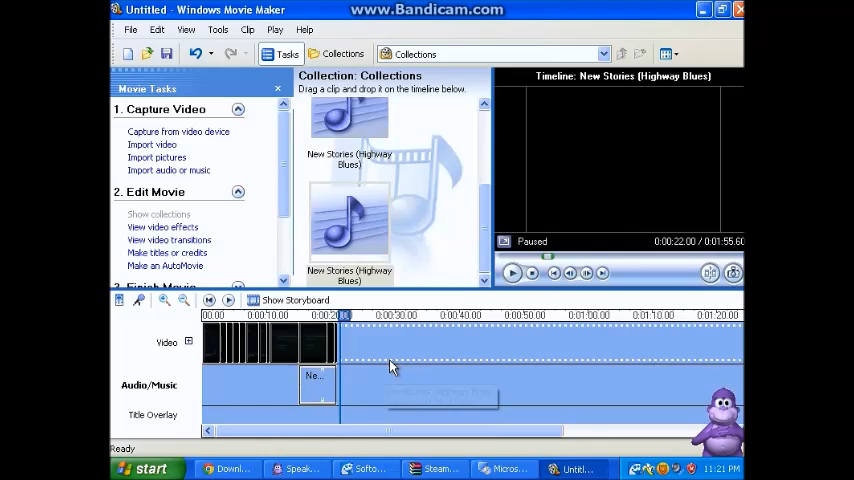 Untitled - Windows Movie Maker
www.Bandicam.com
File Edit View Tools Clip Play Help
Tasks Collections Collections
Movie Tasks
Collection: Collections
Drag a clip and drop it on the timeline below.
Timeline: New Stories (Highway Blues)
1. Capture Video
Capture from video device
Import video
Import pictures
Import audio or music
2. Edit Movie
Show collections
View video effects
View video transitions
Make titles or credits
Make an AutoMovie
New Stories (Highway
Blues)
New Stories (Highway
Blues)
Paused
0:00:22.00 / 0:01:55.60
Show Storyboard
00.00 0:00:10.00 0:00:20 0:00:30.00 0:00:40.00 0:00:50.00 0:01:00.00 0:01:10.00 0:01:20.00
Video
Audio/Music
Ne...
Title Overlay
Ready
start
Downl...
Speak...
Softo...
Steam...
Micros...
Untitl...
11:21 PM